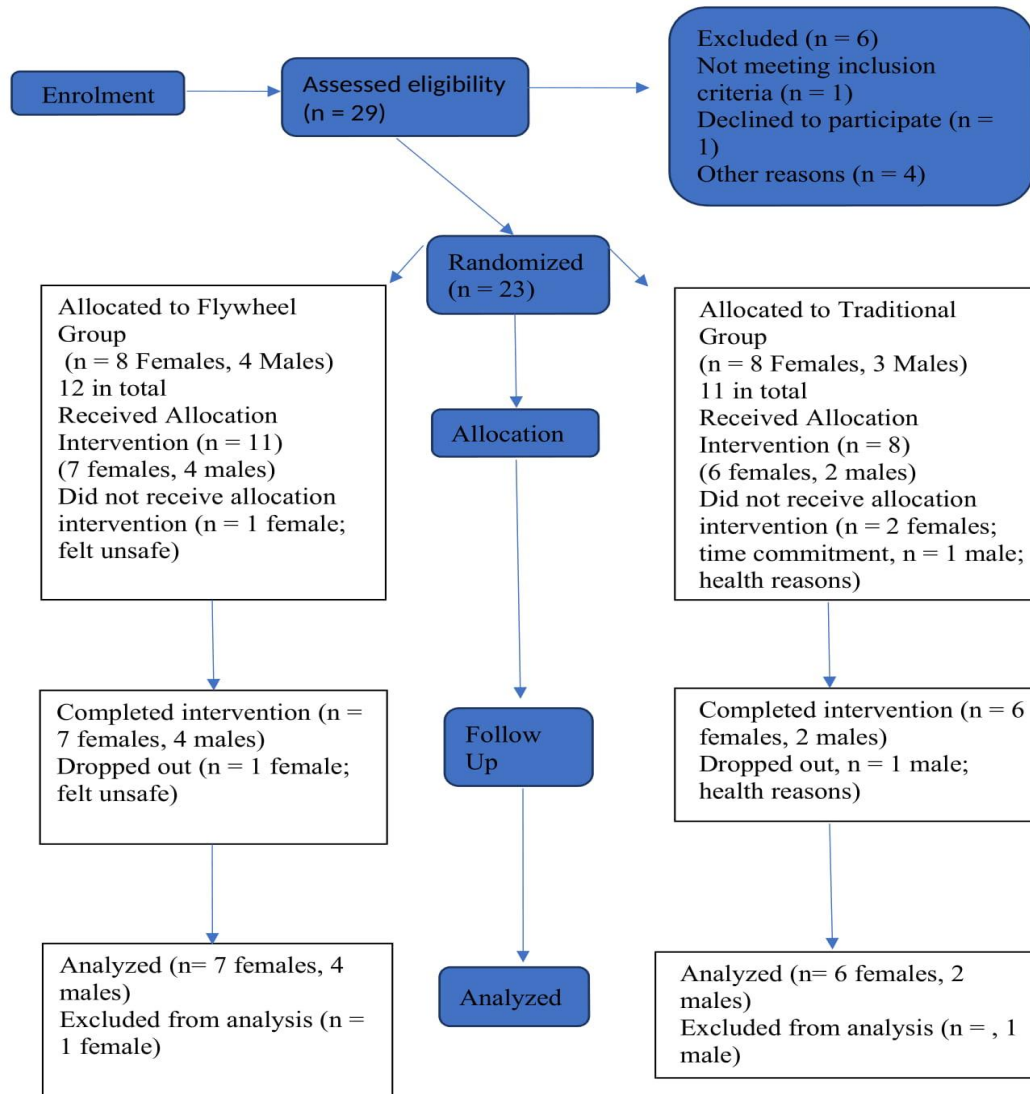 Enrolment
Assessed eligibility
(n = 29)
Excluded (n = 6)
Not meeting inclusion
criteria (n = 1)
Declined to participate (n =
1)
Other reasons (n = 4)
Randomized
(n = 23)
Allocated to Flywheel
Group
(n = 8 Females, 4 Males)
12 in total
Received Allocation
Intervention (n = 11)
(7 females, 4 males)
Did not receive allocation
intervention (n = 1 female;
felt unsafe)
Allocation
Allocated to Traditional
Group
(n = 8 Females, 3 Males)
11 in total
Received Allocation
Intervention (n = 8)
(6 females, 2 males)
Did not receive allocation
intervention (n = 2 females;
time commitment, n = 1 male;
health reasons)
Completed intervention (n =
7 females, 4 males)
Dropped out (n = 1 female;
felt unsafe)
Follow
Up
Completed intervention (n = 6
females, 2 males)
Dropped out, n = 1 male;
health reasons)
Analyzed (n= 7 females, 4
males)
Excluded from analysis (n =
1 female)
Analyzed
Analyzed (n= 6 females, 2
males)
Excluded from analysis (n = , 1
male)